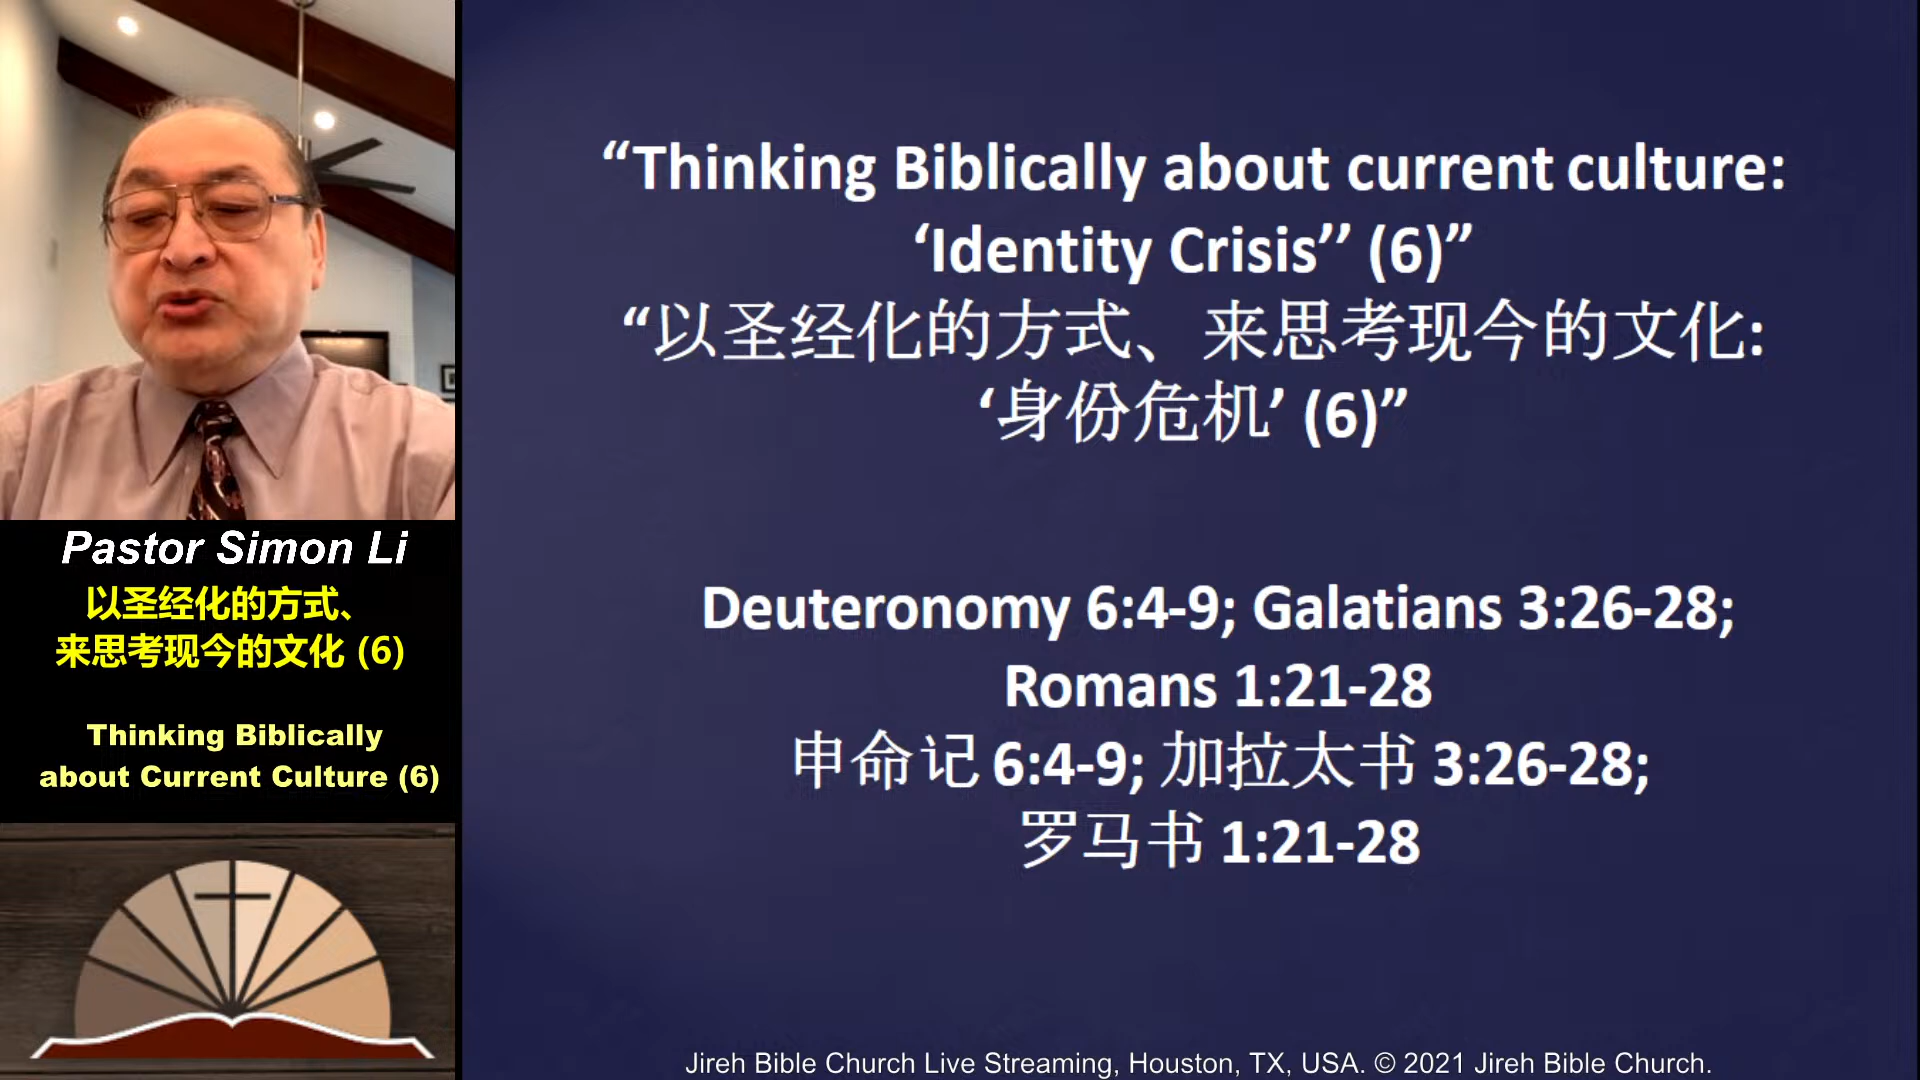 Pastor Simon Li
以圣经化的方式、
来思考现今的文化 (6)
Thinking Biblically
about Current Culture (6)
“Thinking Biblically about current culture:
‘Identity Crisis’’ (6)”
“以圣经化的方式、来思考现今的文化:
‘身份危机’ (6)”
Deuteronomy 6:4-9; Galatians 3:26-28;
Romans 1:21-28
申命记 6:4-9; 加拉太书 3:26-28;
罗马书 1:21-28
Jireh Bible Church Live Streaming, Houston, TX, USA. © 2021 Jireh Bible Church.